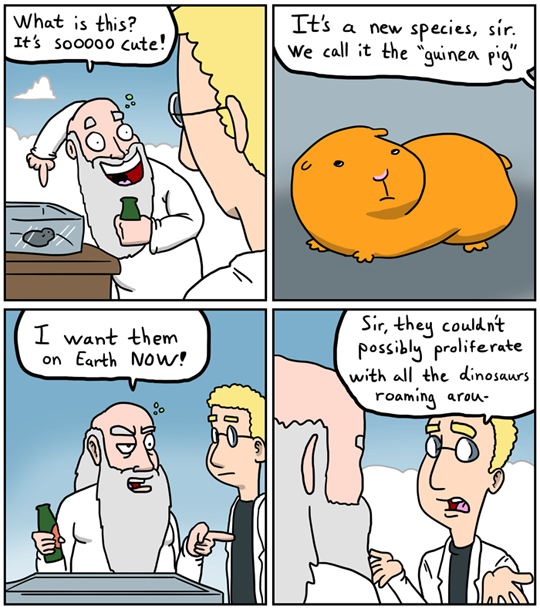 What is this?
It's sooooo cute!
It's a new species, sir.
We call it the "guinea pig"
I want them
on Earth NOW!
Sir, they couldn't
possibly proliferate
with all the dinosaurs
roaming arou-